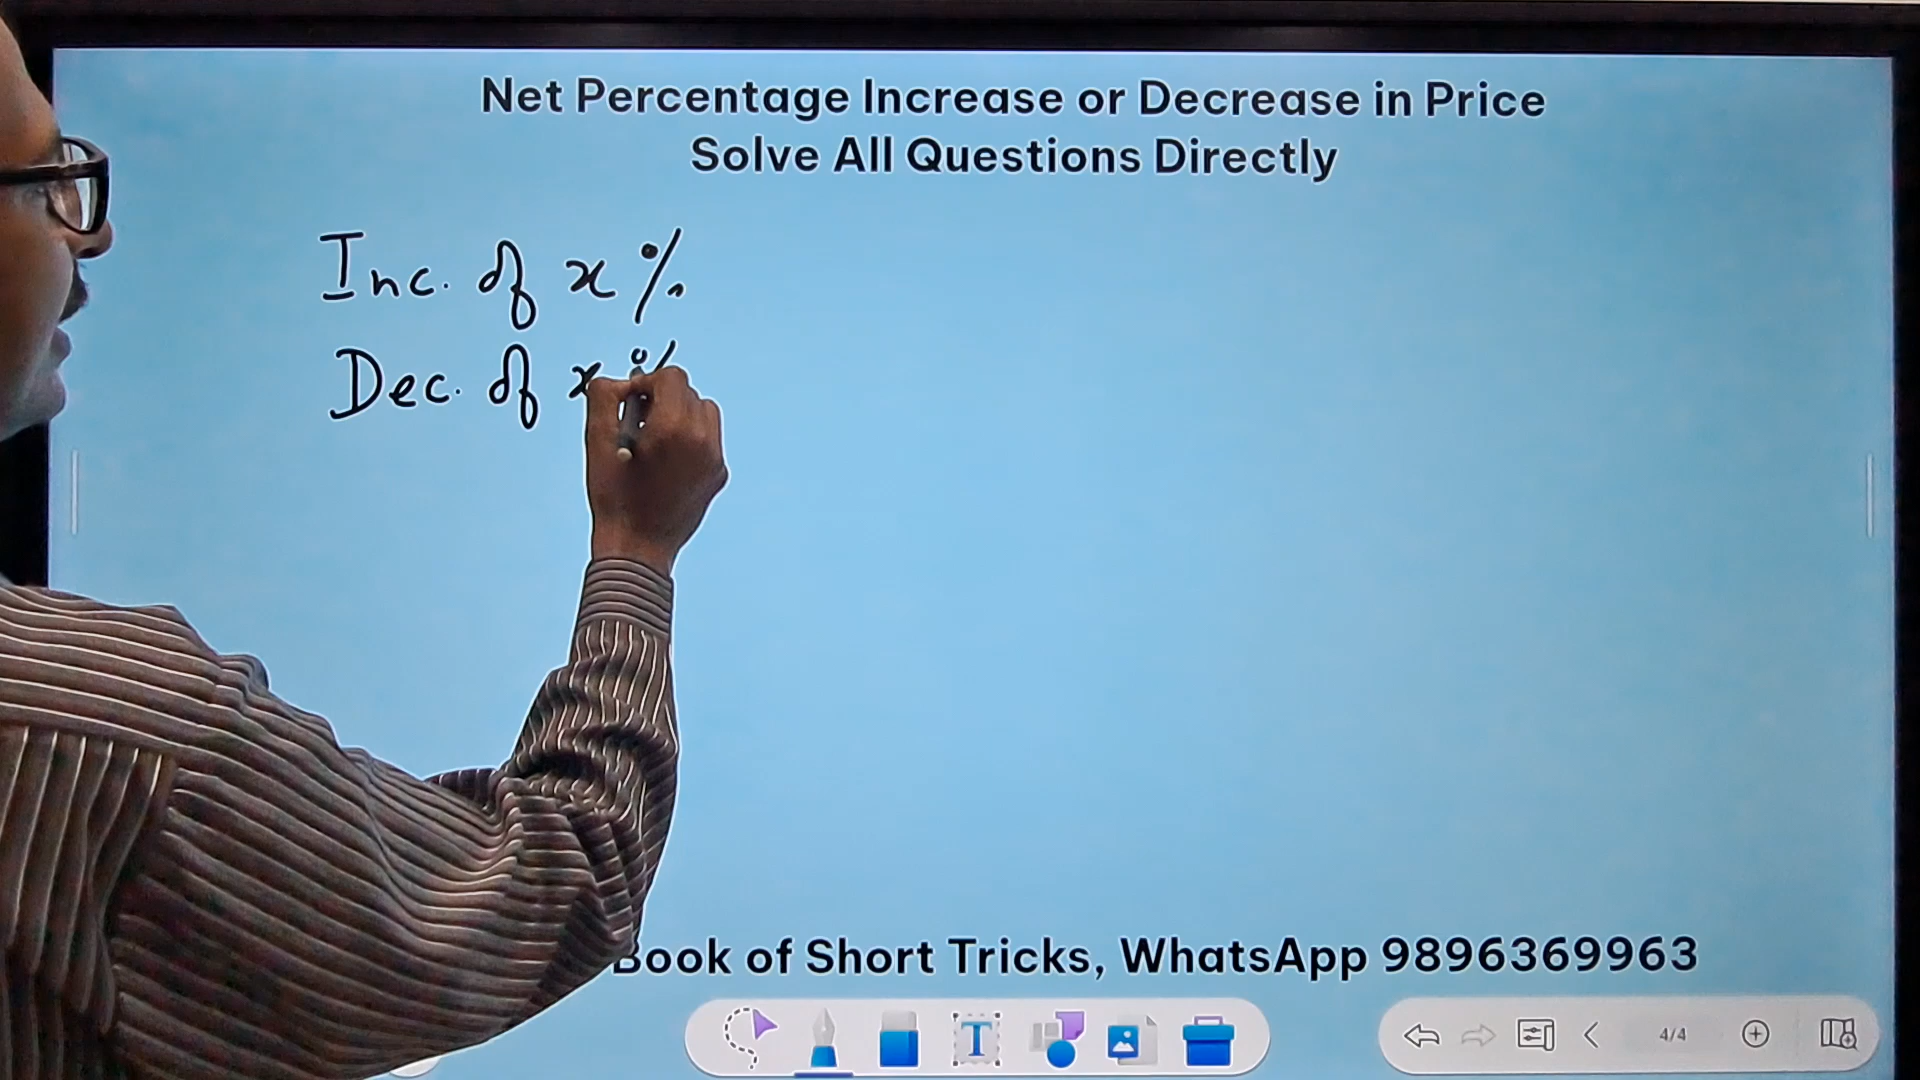 Net Percentage Increase or Decrease in Price
Solve All Questions Directly
Inc. of x %
Dec. of x %
Book of Short Tricks, WhatsApp 9896369963
T
4/4